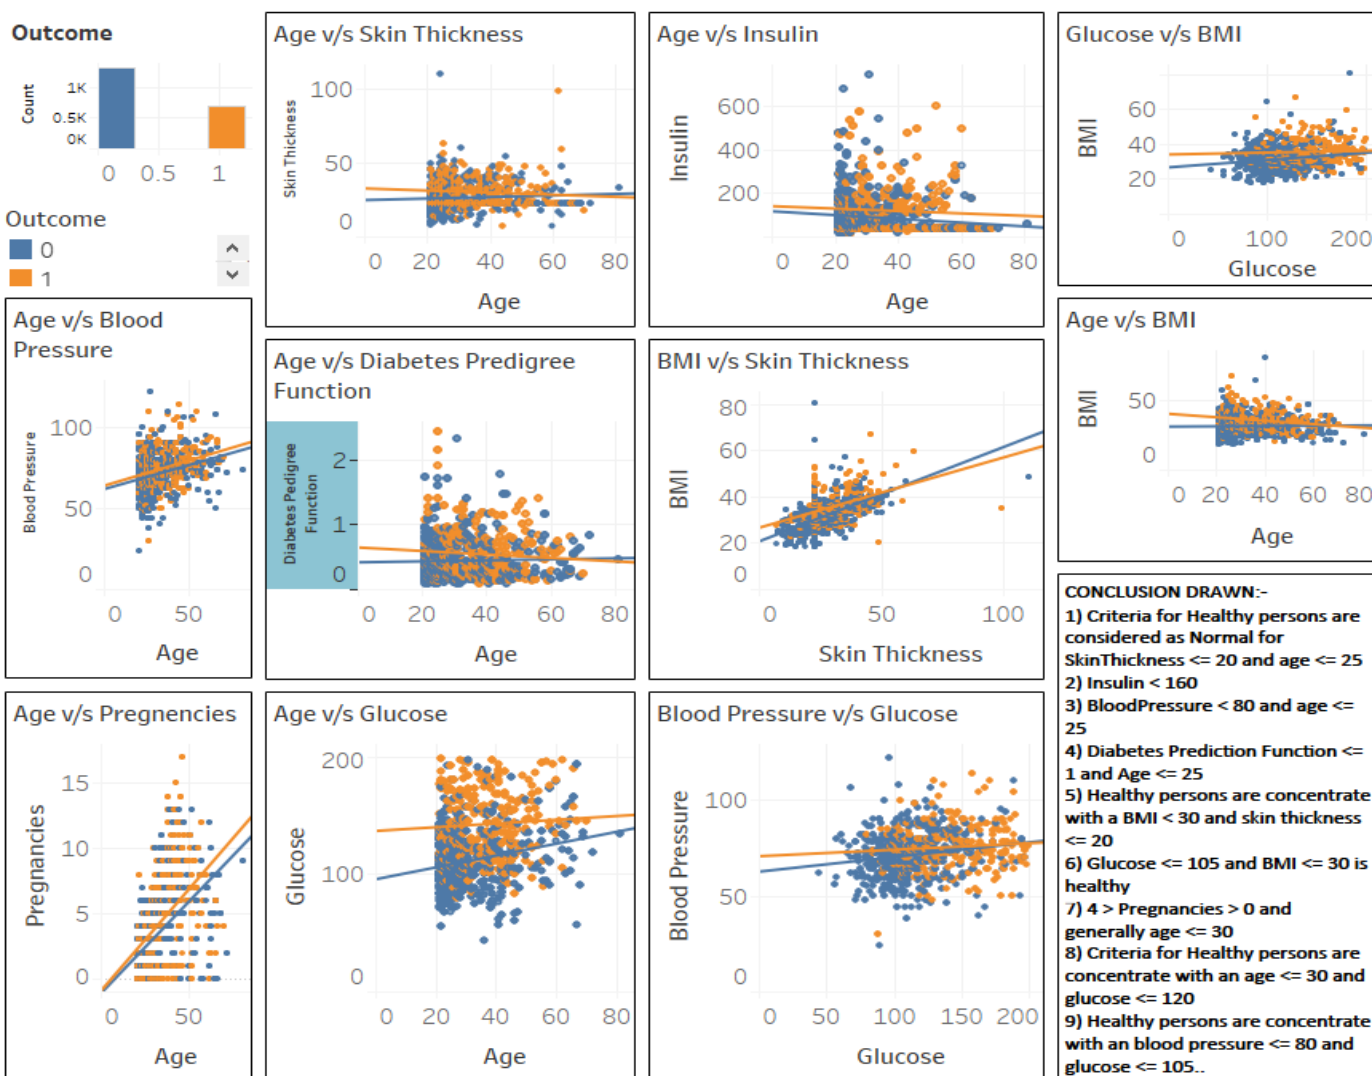 Outcome
Count
1K
0.5K
0K
0 0.5 1
Outcome
0
1
Age v/s Skin Thickness
Skin Thickness
100
50
0
0 20 40 60 80
Age
Age v/s Insulin
Insulin
600
400
200
0 20 40 60 80
Age
Glucose v/s BMI
BMI
60
40
20
0 100 200
Glucose
Age v/s Blood
Pressure
Blood Pressure
100
50
0
0 50
Age
Age v/s Diabetes Predigree
Function
Diabetes Pedigree
Function
2
1
0
0 20 40 60 80
Age
BMI v/s Skin Thickness
BMI
80
60
40
20
0
0 50 100
Skin Thickness
Age v/s BMI
BMI
50
0
0 20 40 60 80
Age
Age v/s Pregnencies
Pregnancies
15
10
5
0
0 50
Age
Age v/s Glucose
Glucose
200
100
0
0 20 40 60 80
Age
Blood Pressure v/s Glucose
Blood Pressure
100
50
0
0 50 100 150 200
Glucose
CONCLUSION DRAWN:-
1) Criteria for Healthy persons are
considered as Normal for
SkinThickness <= 20 and age <= 25
2) Insulin < 160
3) BloodPressure < 80 and age <=
25
4) Diabetes Prediction Function <=
1 and Age <= 25
5) Healthy persons are concentrate
with a BMI < 30 and skin thickness
<= 20
6) Glucose <= 105 and BMI <= 30 is
healthy
7) 4 > Pregnancies > 0 and
generally age <= 30
8) Criteria for Healthy persons are
concentrate with an age <= 30 and
glucose <= 120
9) Healthy persons are concentrate
with an blood pressure <= 80 and
glucose <= 105..